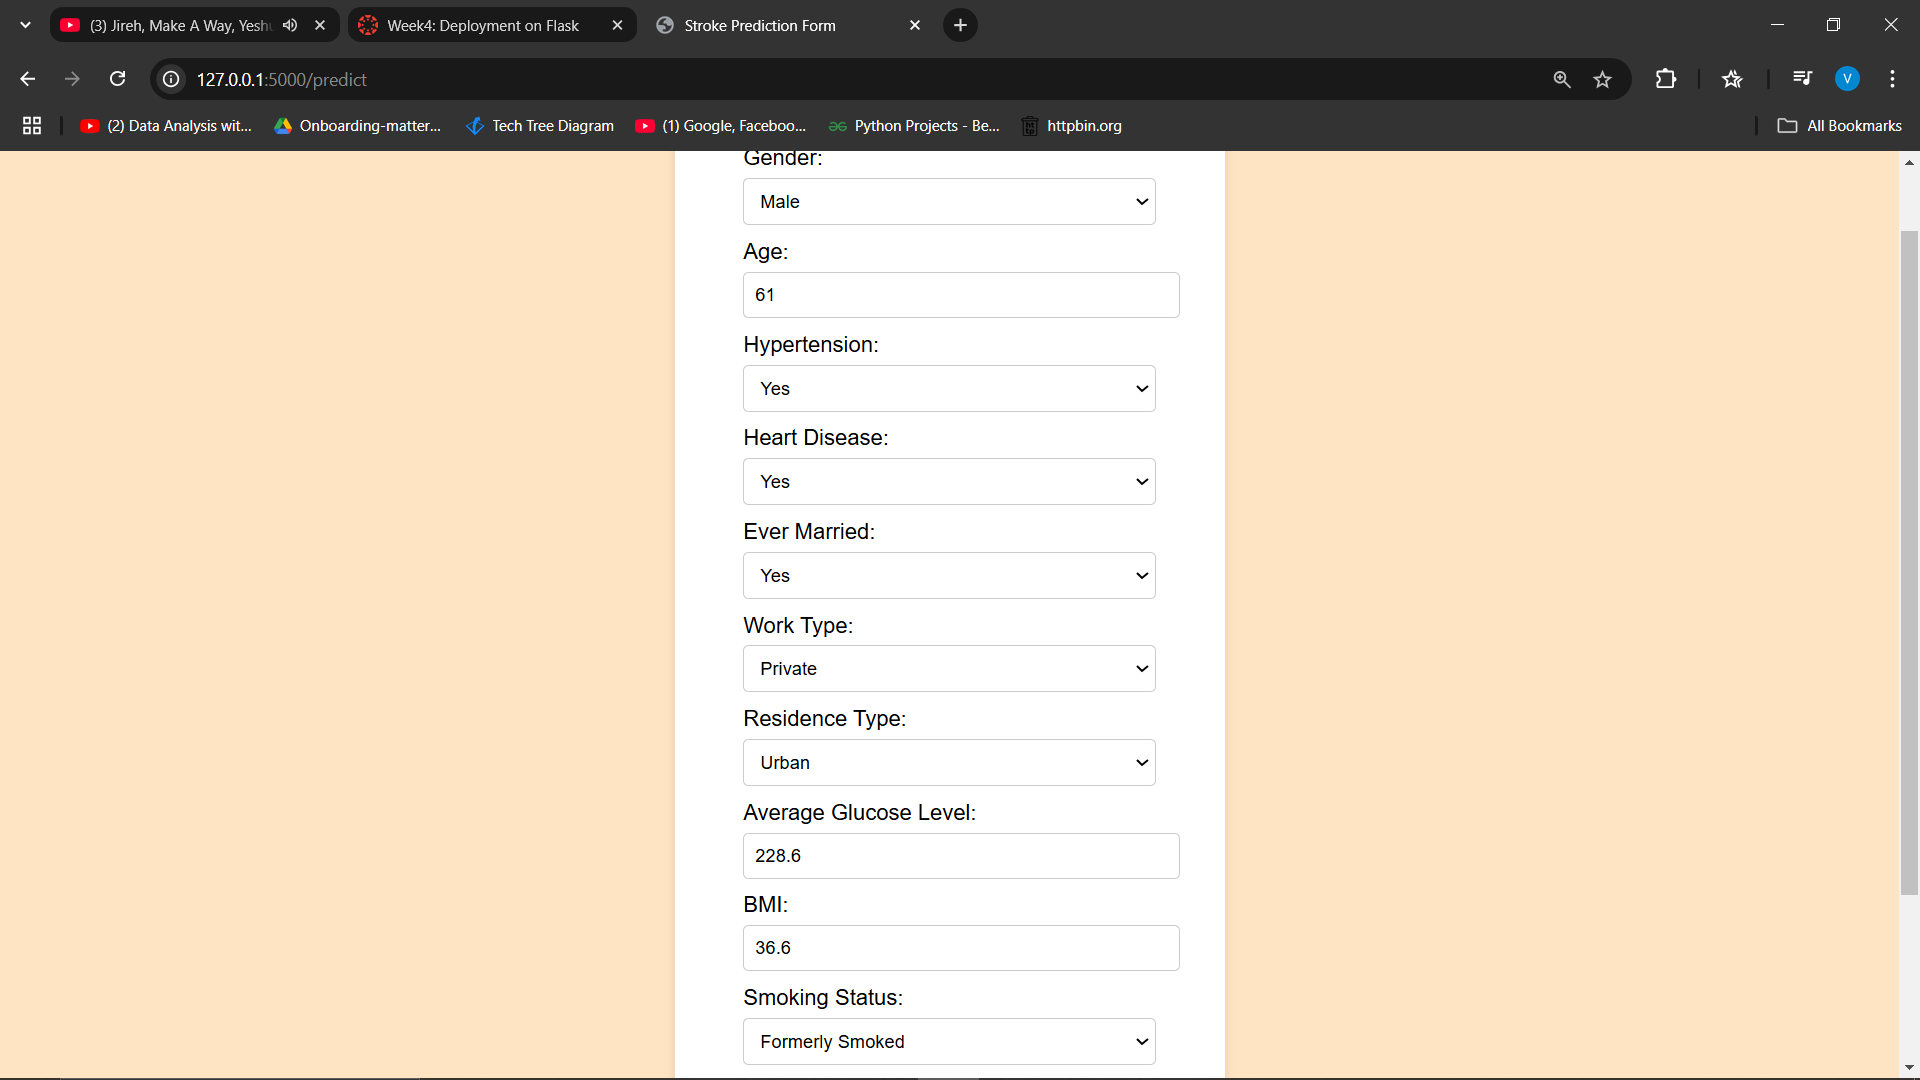 (3) Jireh, Make A Way, Yeshu
Week4: Deployment on Flask
Stroke Prediction Form
127.0.0.1:5000/predict
V
(2) Data Analysis wit...
Onboarding-matter...
Tech Tree Diagram
(1) Google, Faceboo...
Python Projects - Be...
httpbin.org
All Bookmarks
Gender:
Male
Age:
61
Hypertension:
Yes
Heart Disease:
Yes
Ever Married:
Yes
Work Type:
Private
Residence Type:
Urban
Average Glucose Level:
228.6
BMI:
36.6
Smoking Status:
Formerly Smoked